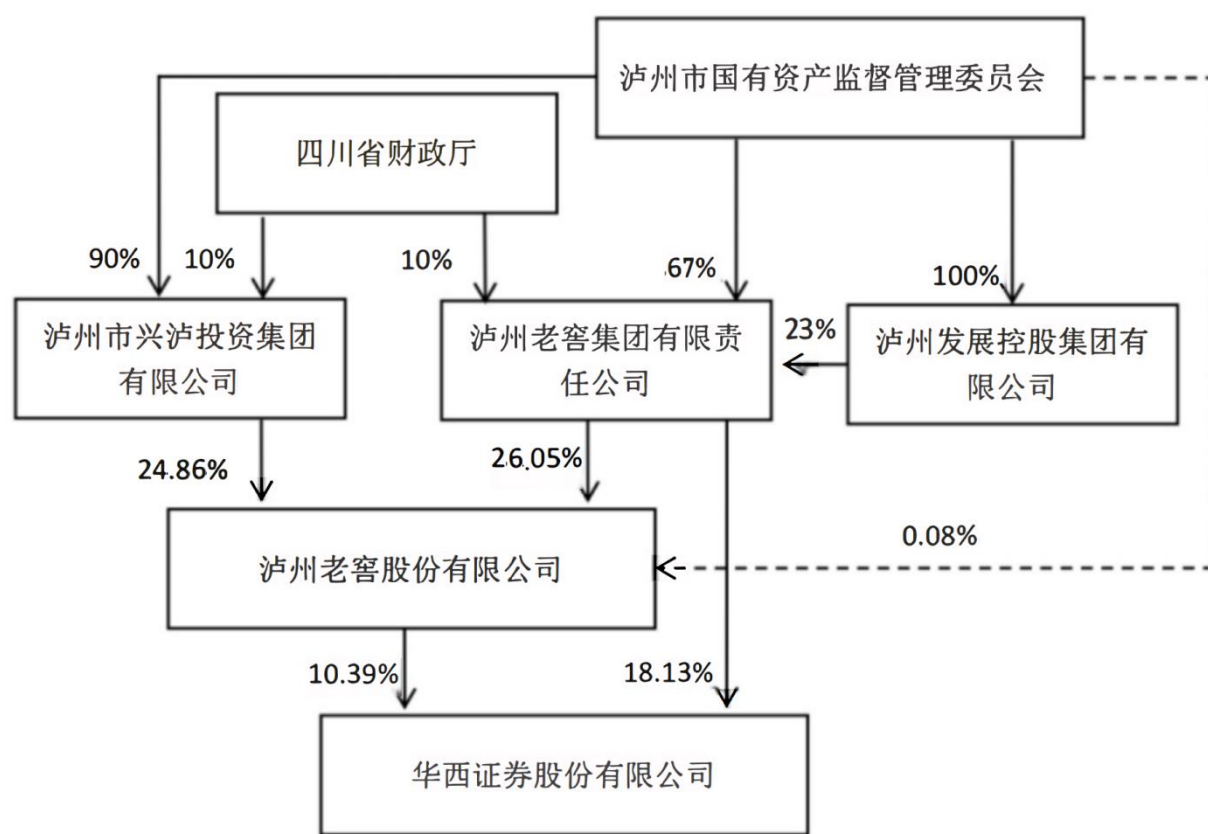 泸州市国有资产监督管理委员会
四川省财政厅
90%
10%
10%
.67%
100%
泸州市兴泸投资集团
有限公司
泸州老窖集团有限责
任公司
23%
泸州发展控股集团有
限公司
24.86%
26.05%
泸州老窖股份有限公司
0.08%
10.39%
18.13%
华西证券股份有限公司